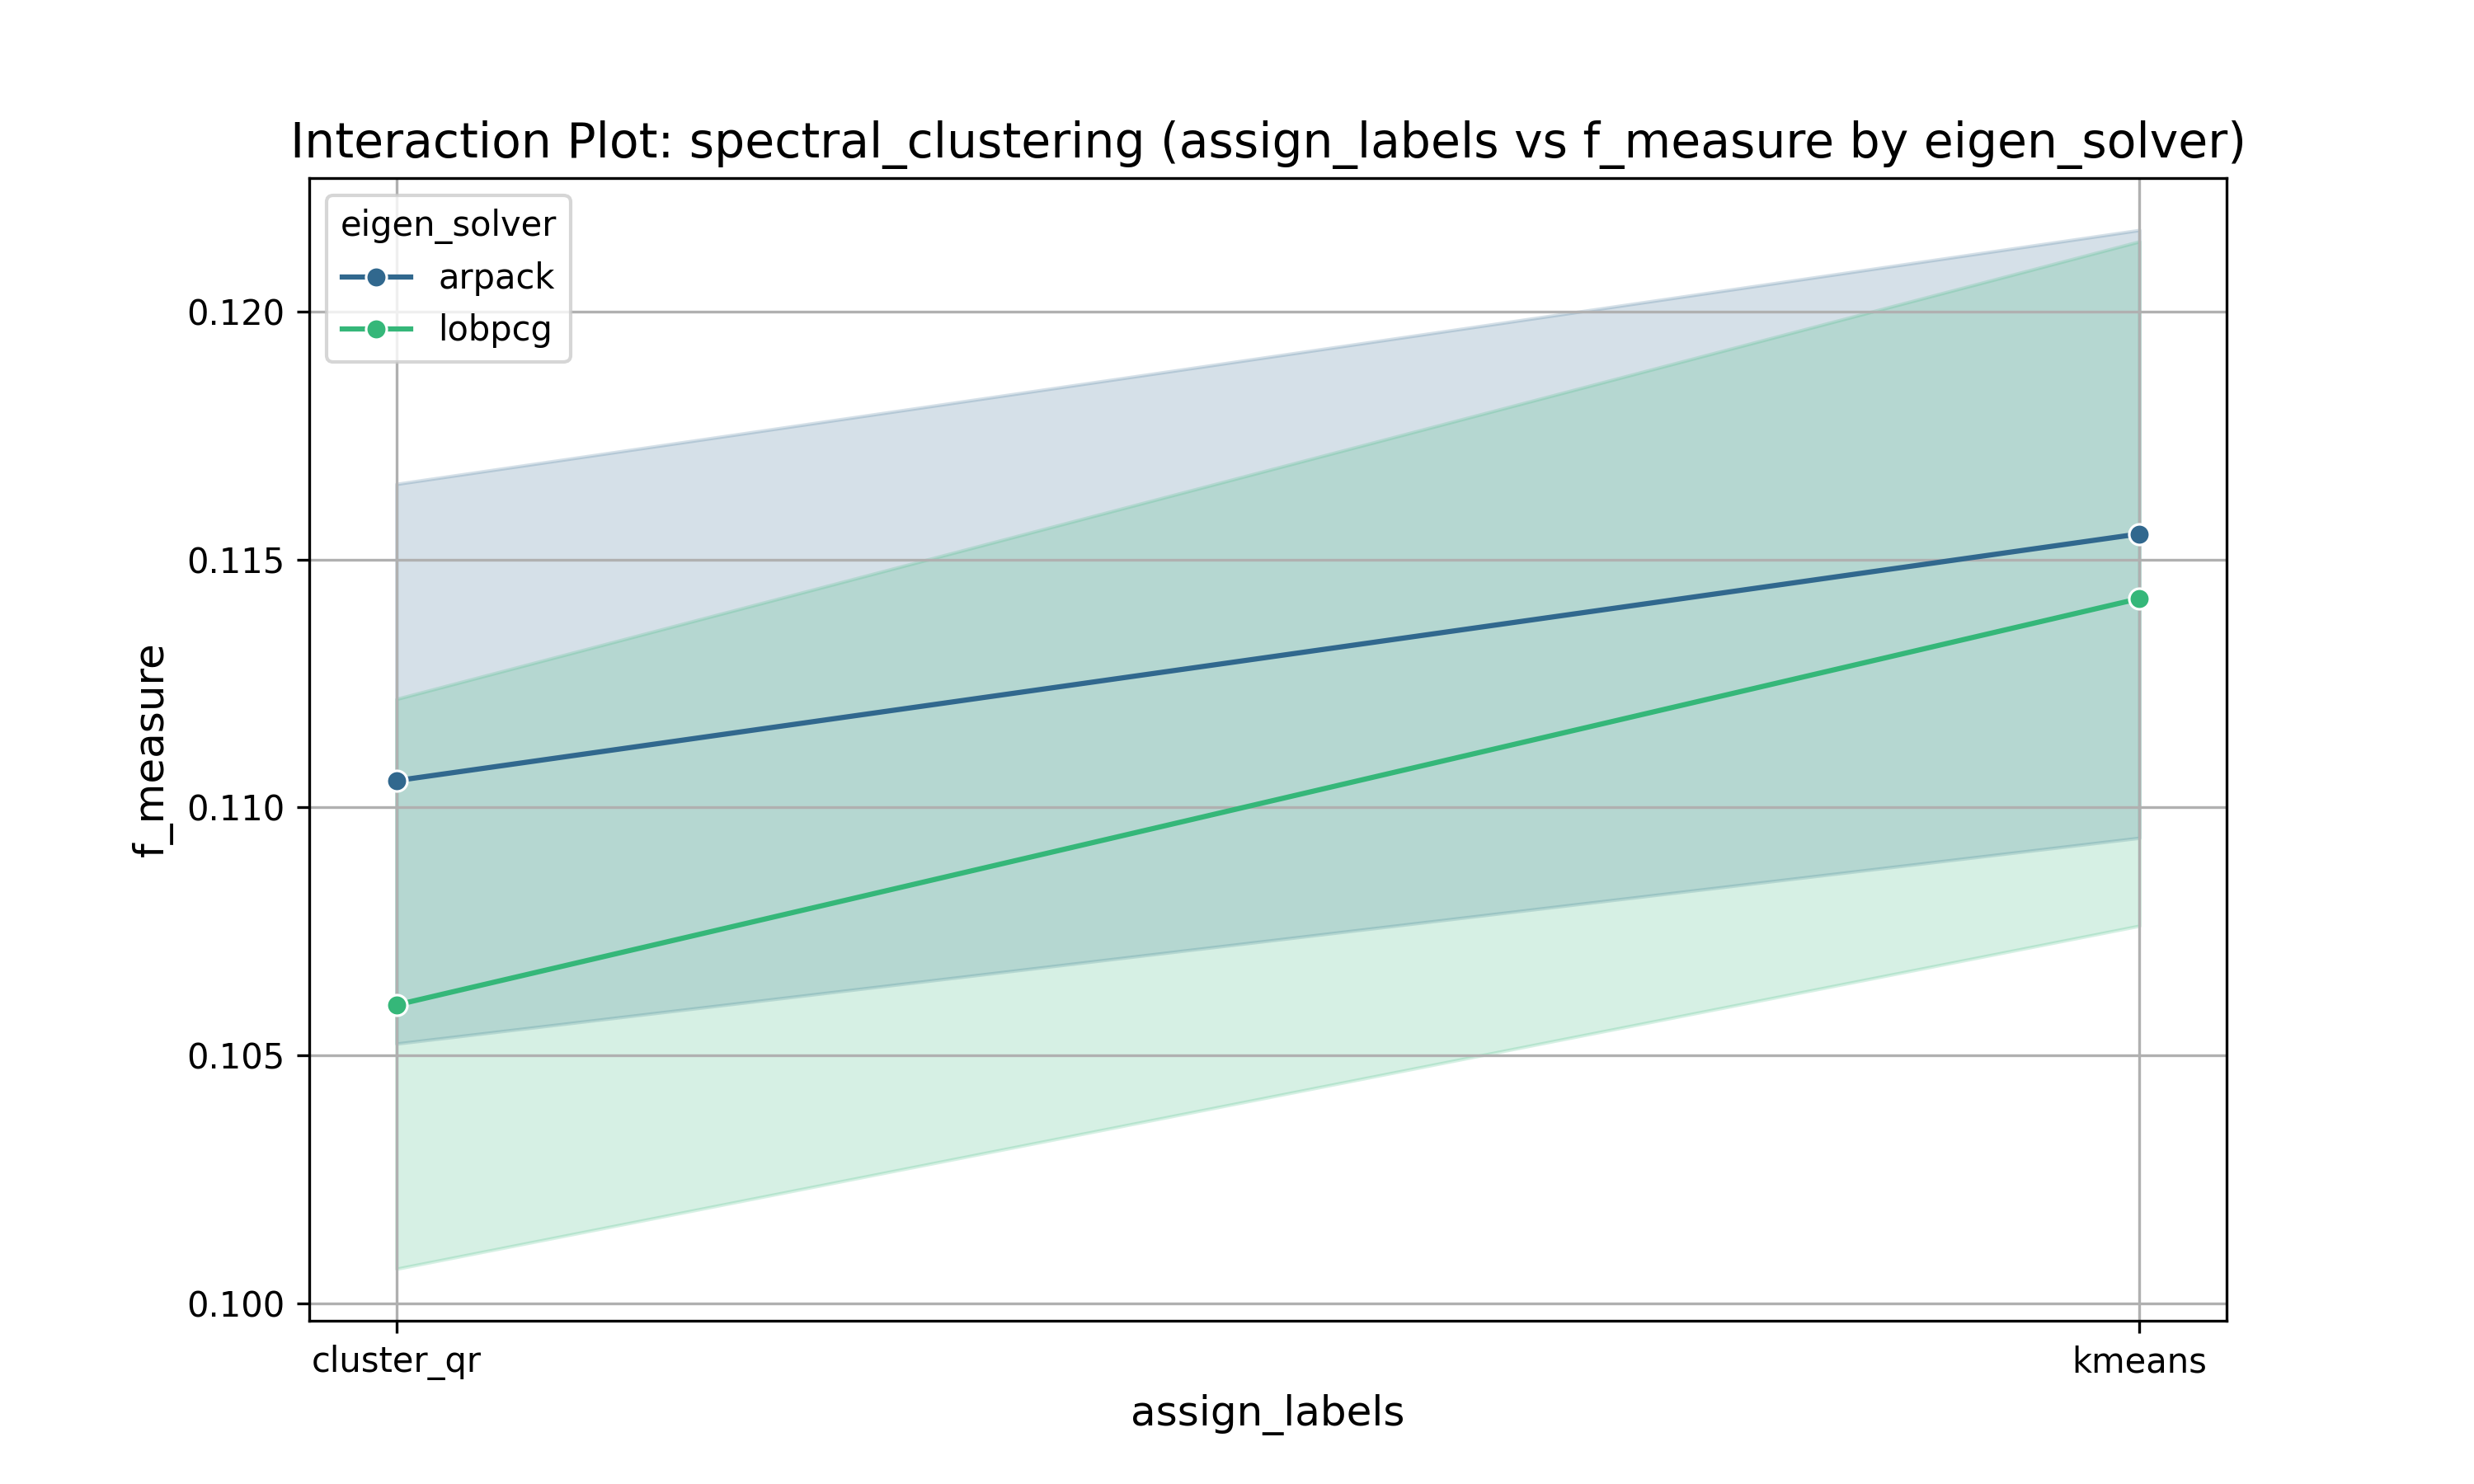 Interaction Plot: spectral_clustering (assign_labels vs f_measure by eigen_solver)
eigen_solver
arpack
lobpcg
f_measure
0.120
0.115
0.110
0.105
0.100
cluster_qr
kmeans
assign_labels